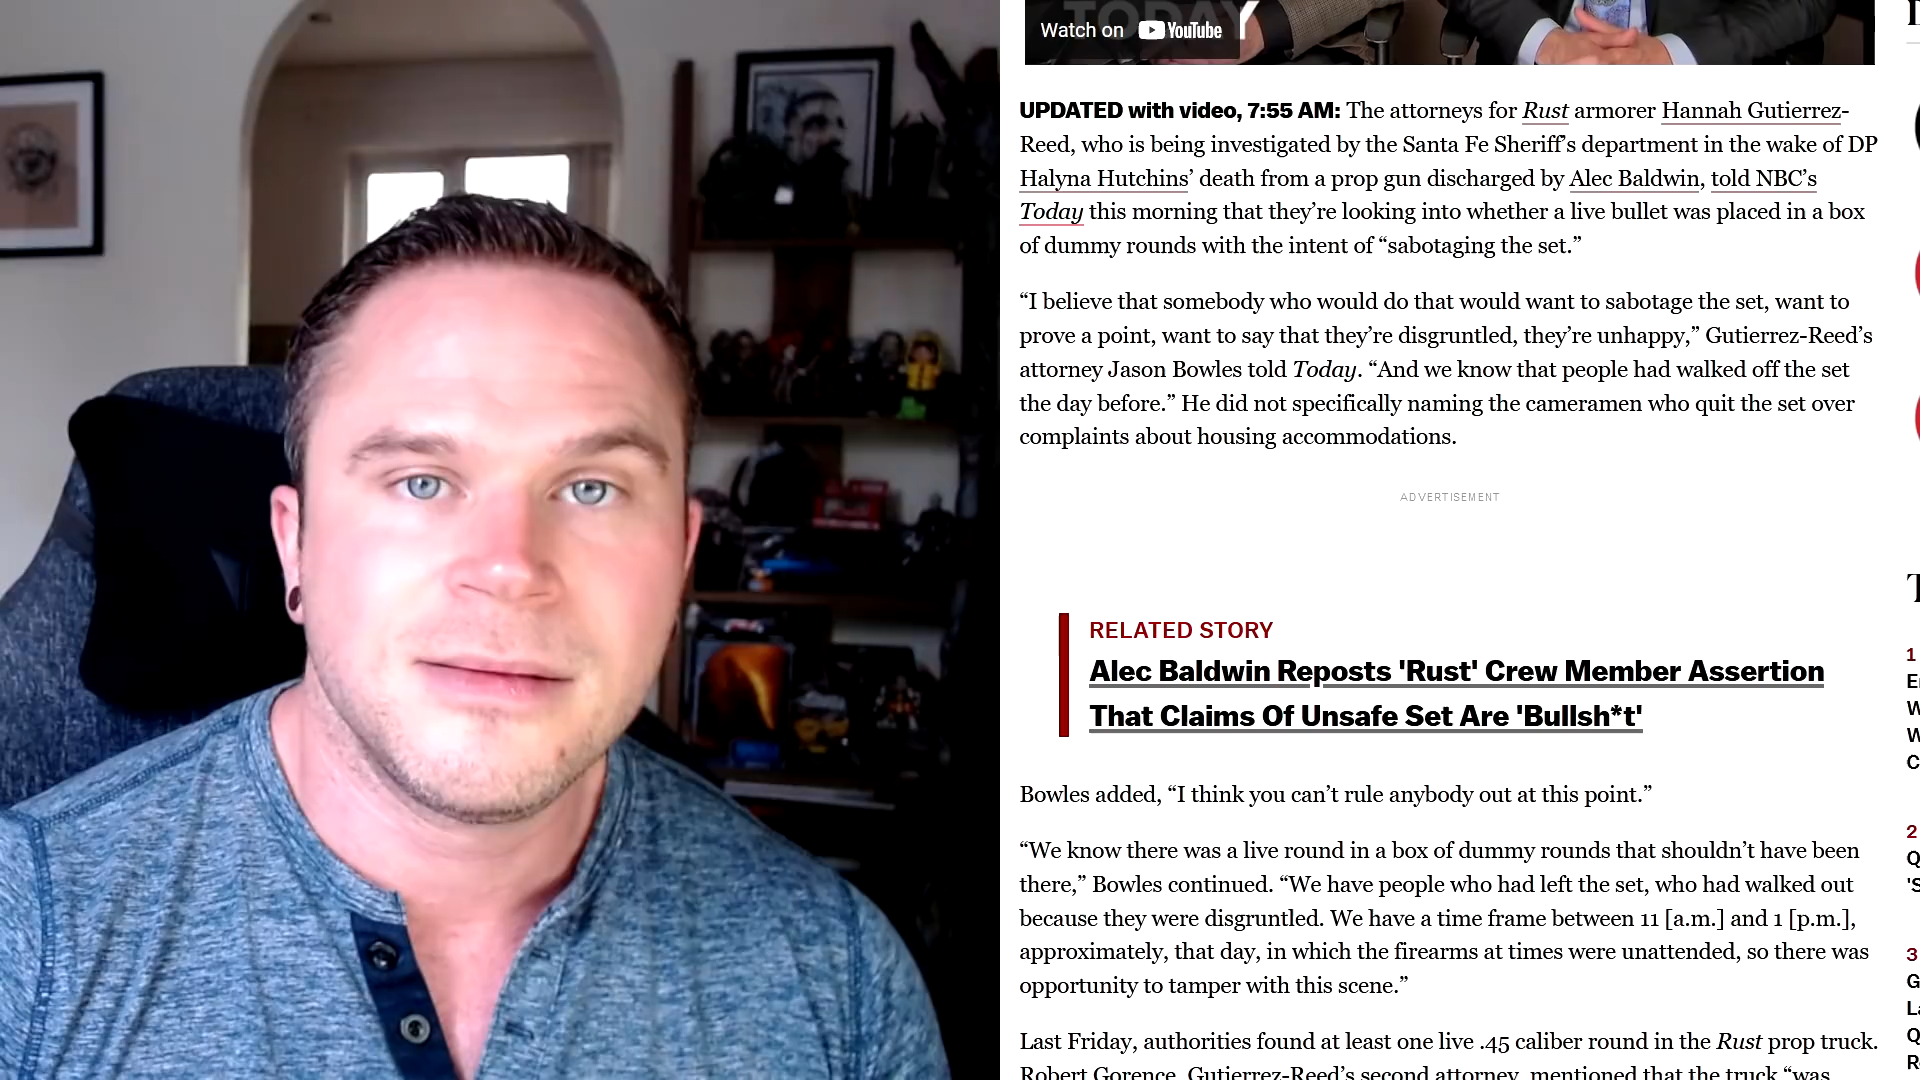 TODAY
Watch on YouTube
UPDATED with video, 7:55 AM: The attorneys for Rust armorer Hannah Gutierrez-
Reed, who is being investigated by the Santa Fe Sheriff’s department in the wake of DP
Halyna Hutchins’ death from a prop gun discharged by Alec Baldwin, told NBC’s
Today this morning that they’re looking into whether a live bullet was placed in a box
of dummy rounds with the intent of “sabotaging the set.”
“I believe that somebody who would do that would want to sabotage the set, want to
prove a point, want to say that they’re disgruntled, they’re unhappy,” Gutierrez-Reed’s
attorney Jason Bowles told Today. “And we know that people had walked off the set
the day before.” He did not specifically naming the cameramen who quit the set over
complaints about housing accommodations.
ADVERTISEMENT
RELATED STORY
Alec Baldwin Reposts 'Rust' Crew Member Assertion
That Claims Of Unsafe Set Are 'Bullsh*t'
Bowles added, “I think you can’t rule anybody out at this point.”
“We know there was a live round in a box of dummy rounds that shouldn’t have been
there,” Bowles continued. “We have people who had left the set, who had walked out
because they were disgruntled. We have a time frame between 11 [a.m.] and 1 [p.m.],
approximately, that day, in which the firearms at times were unattended, so there was
opportunity to tamper with this scene.”
Last Friday, authorities found at least one live .45 caliber round in the Rust prop truck.
Robert Gorence, Gutierrez-Reed’s second attorney, mentioned that the truck “was
1
2
3